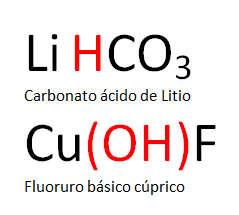 Li HCO₃
Carbonato ácido de Litio
Cu(OH)F
Fluoruro básico cúprico